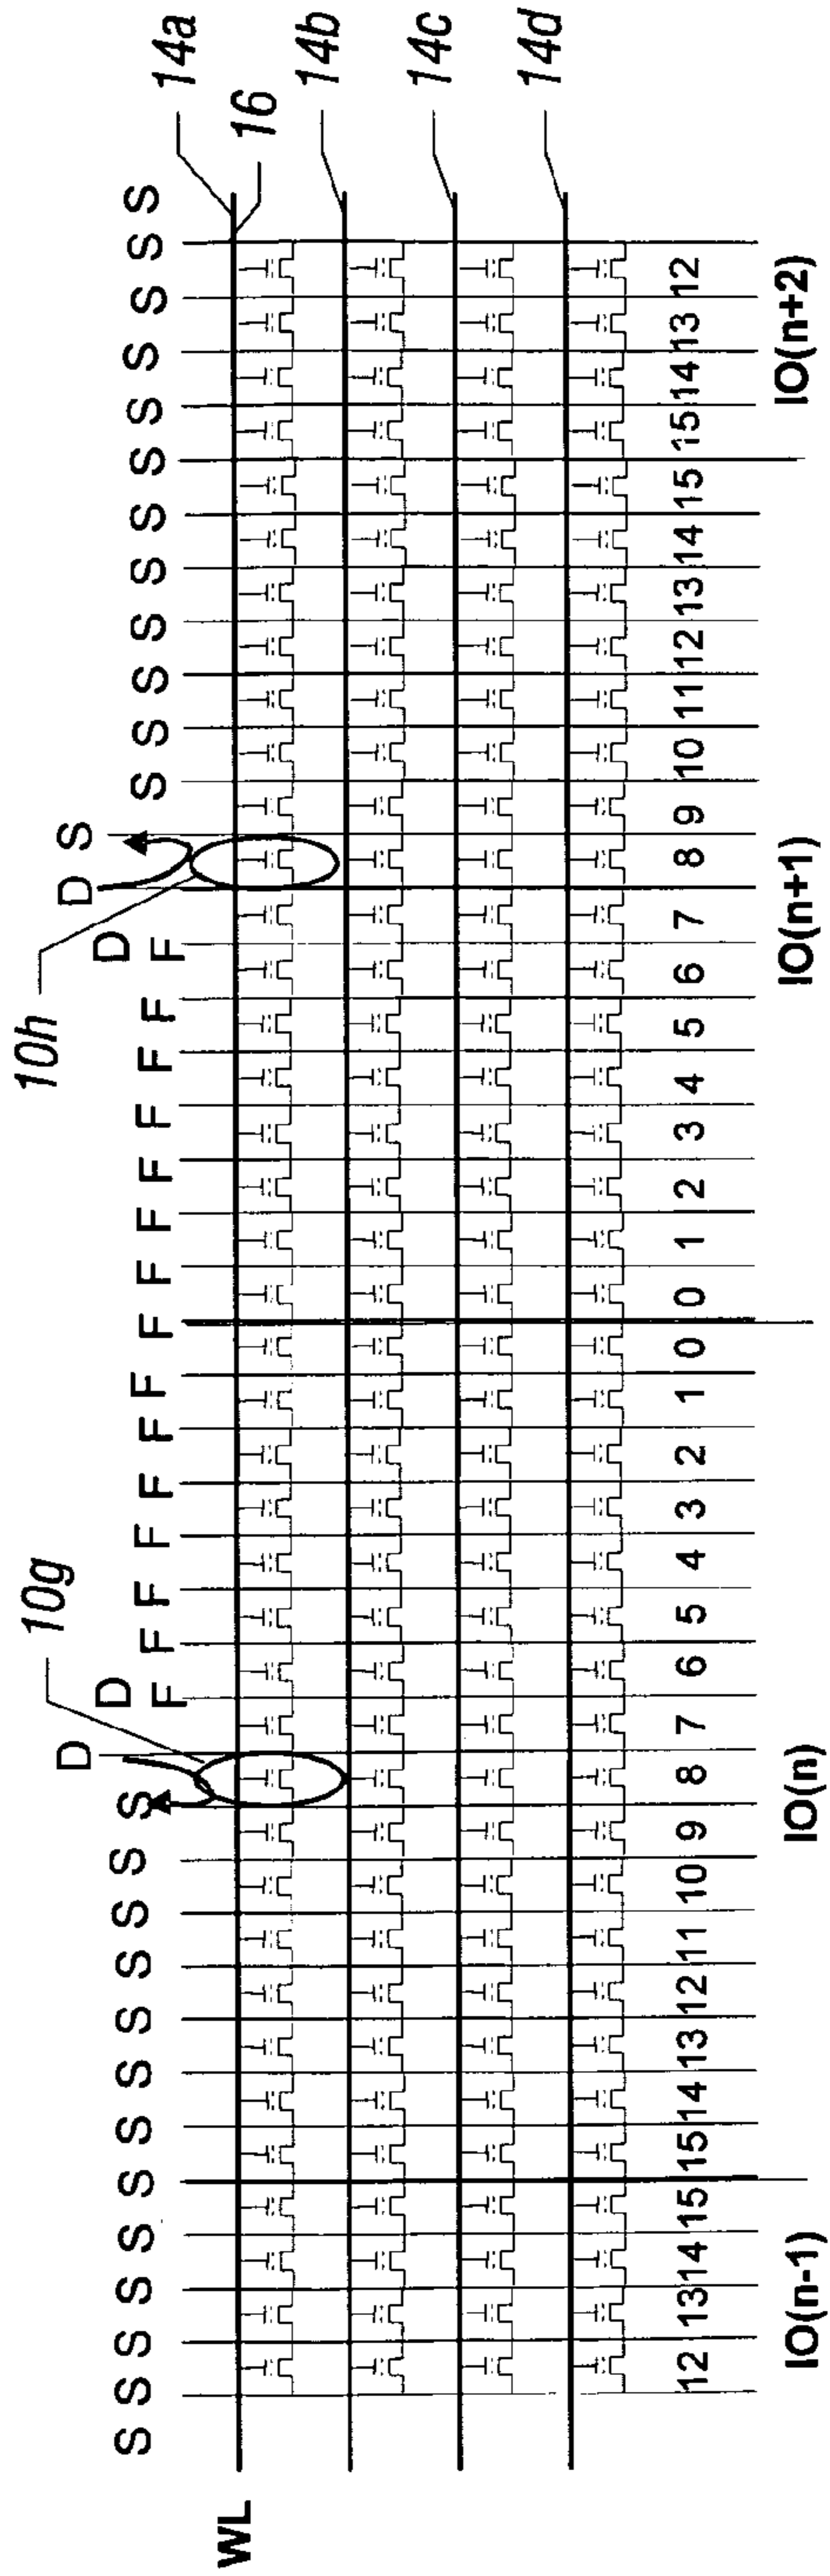 10g 10h
D D S
D D
S S S S S S S S S S S S S F F F F F F F F F F F F F F F S S S S S S S S S S S S
WL 14a
16
14b
14c
14d
12 13 14 15 15 14 13 12 11 10 9 8 7 6 5 4 3 2 1 0 0 1 2 3 4 5 6 7 8 9 10 11 12 13 14 15 15 14 13 12
IO(n-1) IO(n) IO(n+1) IO(n+2)